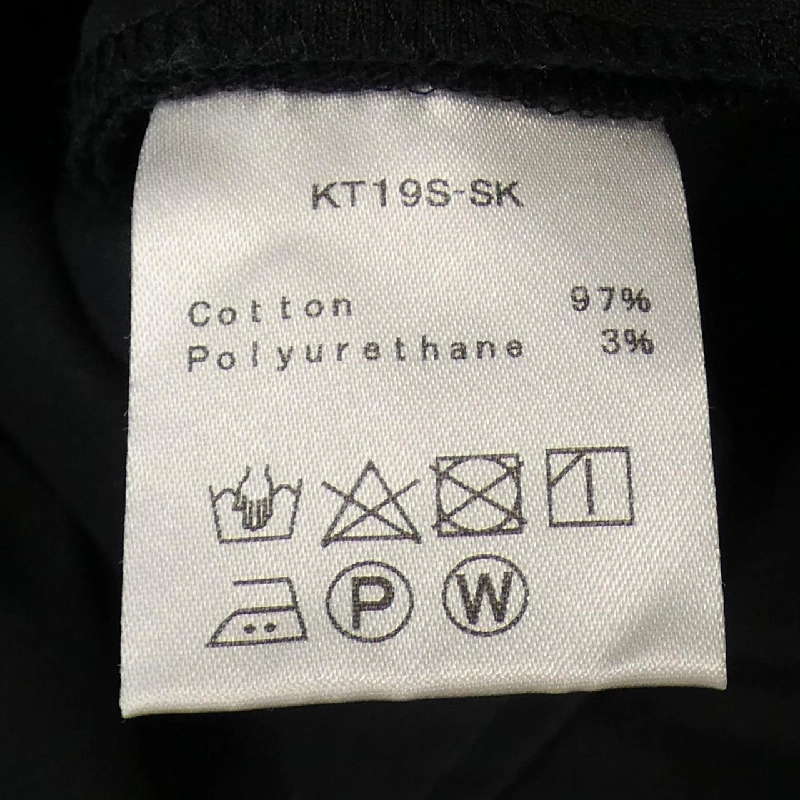 KT19S-SK
Cotton 97%
Polyurethane 3%
P W